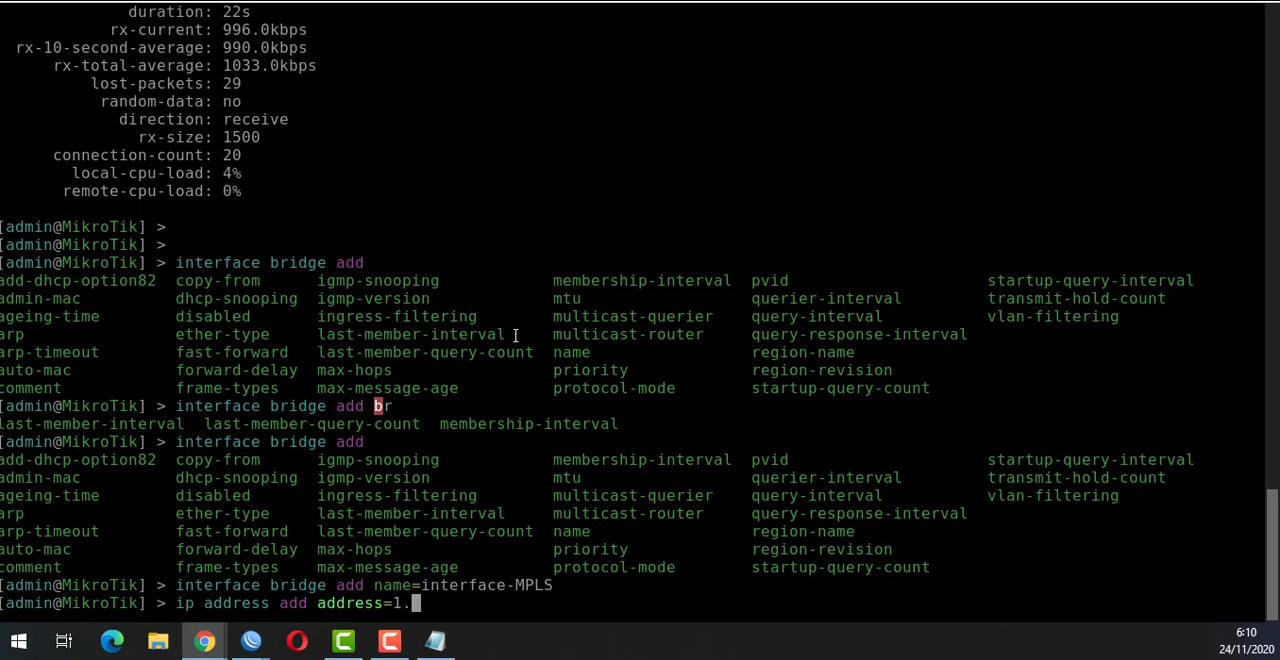 duration: 22s
rx-current: 996.0kbps
rx-10-second-average: 990.0kbps
rx-total-average: 1033.0kbps
lost-packets: 29
random-data: no
direction: receive
rx-size: 1500
connection-count: 20
local-cpu-load: 4%
remote-cpu-load: 0%
[admin@MikroTik] >
[admin@MikroTik] >
[admin@MikroTik] > interface bridge add
add-dhcp-option82 copy-from igmp-snooping membership-interval pvid startup-query-interval
admin-mac dhcp-snooping igmp-version mtu querier-interval transmit-hold-count
ageing-time disabled ingress-filtering multicast-querier query-interval vlan-filtering
arp ether-type last-member-interval multicast-router query-response-interval
arp-timeout fast-forward last-member-query-count name region-name
auto-mac forward-delay max-hops priority region-revision
comment frame-types max-message-age protocol-mode startup-query-count
[admin@MikroTik] > interface bridge add br
last-member-interval last-member-query-count membership-interval
[admin@MikroTik] > interface bridge add
add-dhcp-option82 copy-from igmp-snooping membership-interval pvid startup-query-interval
admin-mac dhcp-snooping igmp-version mtu querier-interval transmit-hold-count
ageing-time disabled ingress-filtering multicast-querier query-interval vlan-filtering
arp ether-type last-member-interval multicast-router query-response-interval
arp-timeout fast-forward last-member-query-count name region-name
auto-mac forward-delay max-hops priority region-revision
comment frame-types max-message-age protocol-mode startup-query-count
[admin@MikroTik] > interface bridge add name=interface-MPLS
[admin@MikroTik] > ip address add address=1.
6:10
24/11/2020